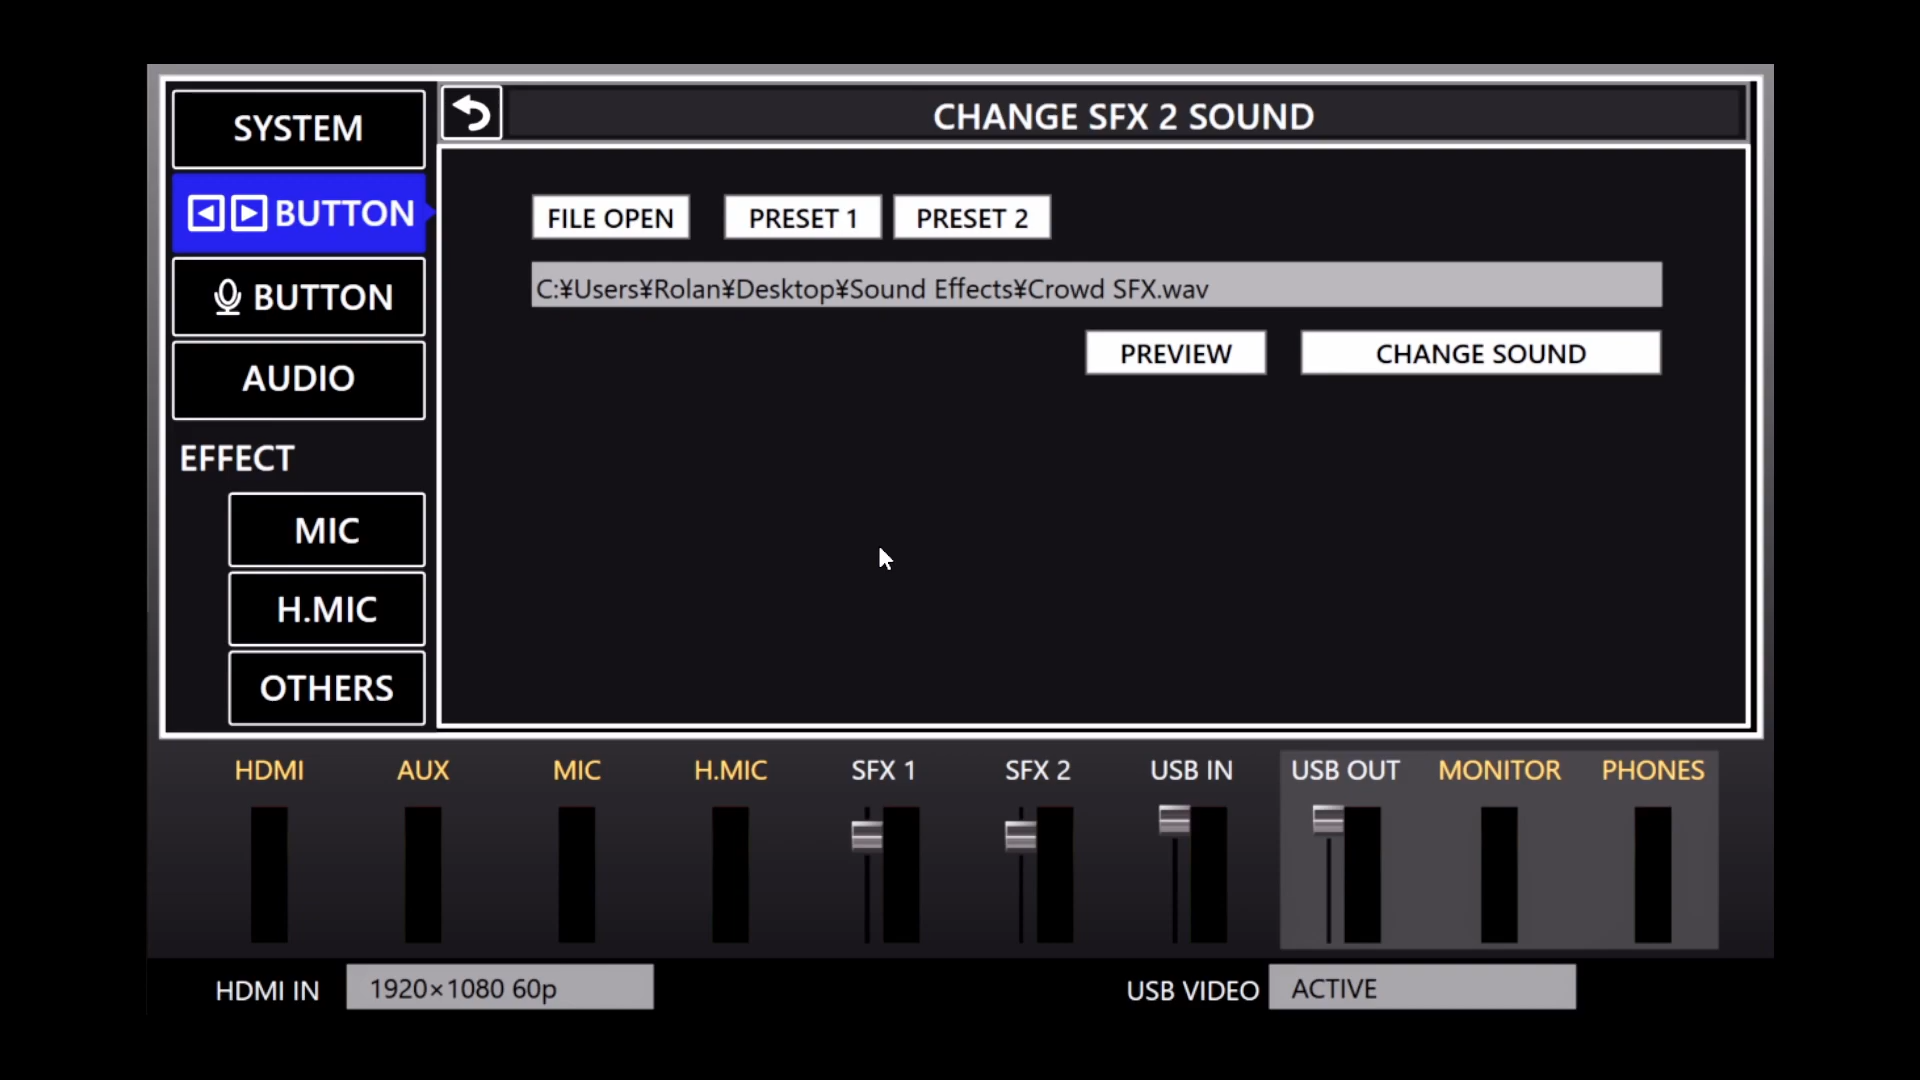 SYSTEM
BUTTON
BUTTON
AUDIO
EFFECT
MIC
H.MIC
OTHERS
CHANGE SFX 2 SOUND
FILE OPEN PRESET 1 PRESET 2
C:¥Users¥Rolan¥Desktop¥Sound Effects¥Crowd SFX.wav
PREVIEW CHANGE SOUND
HDMI AUX MIC H.MIC SFX 1 SFX 2 USB IN USB OUT MONITOR PHONES
HDMI IN 1920×1080 60p USB VIDEO ACTIVE